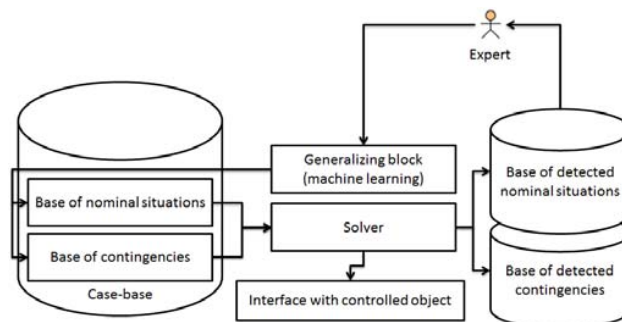 Expert
Generalizing block
(machine learning)
Base of detected
nominal situations
Base of nominal situations
Solver
Base of contingencies
Base of detected
contingencies
Case-base
Interface with controlled object